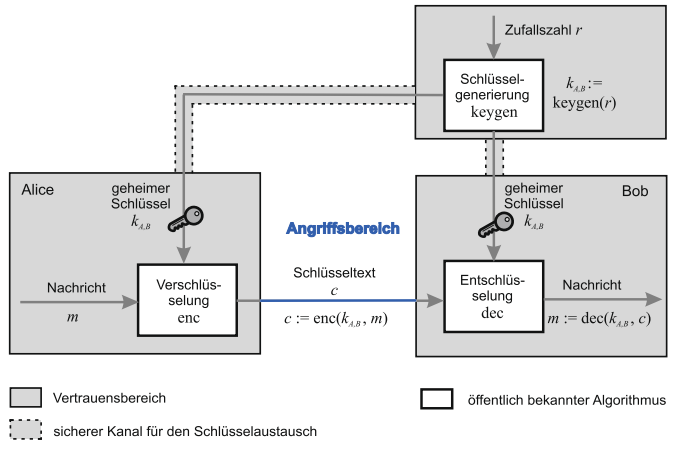 Zufallszahl r
Schlüssel-
generierung
keygen
k_{A,B} :=
keygen(r)
Alice
geheimer
Schlüssel
k_{A,B}
Angriffsbereich
geheimer
Schlüssel
k_{A,B}
Bob
Nachricht
m
Verschlüs-
selung
enc
Schlüsseltext
c
c := enc(k_{A,B}, m)
Entschlüs-
selung
dec
Nachricht
m := dec(k_{A,B}, c)
Vertrauensbereich
öffentlich bekannter Algorithmus
sicherer Kanal für den Schlüsselaustausch